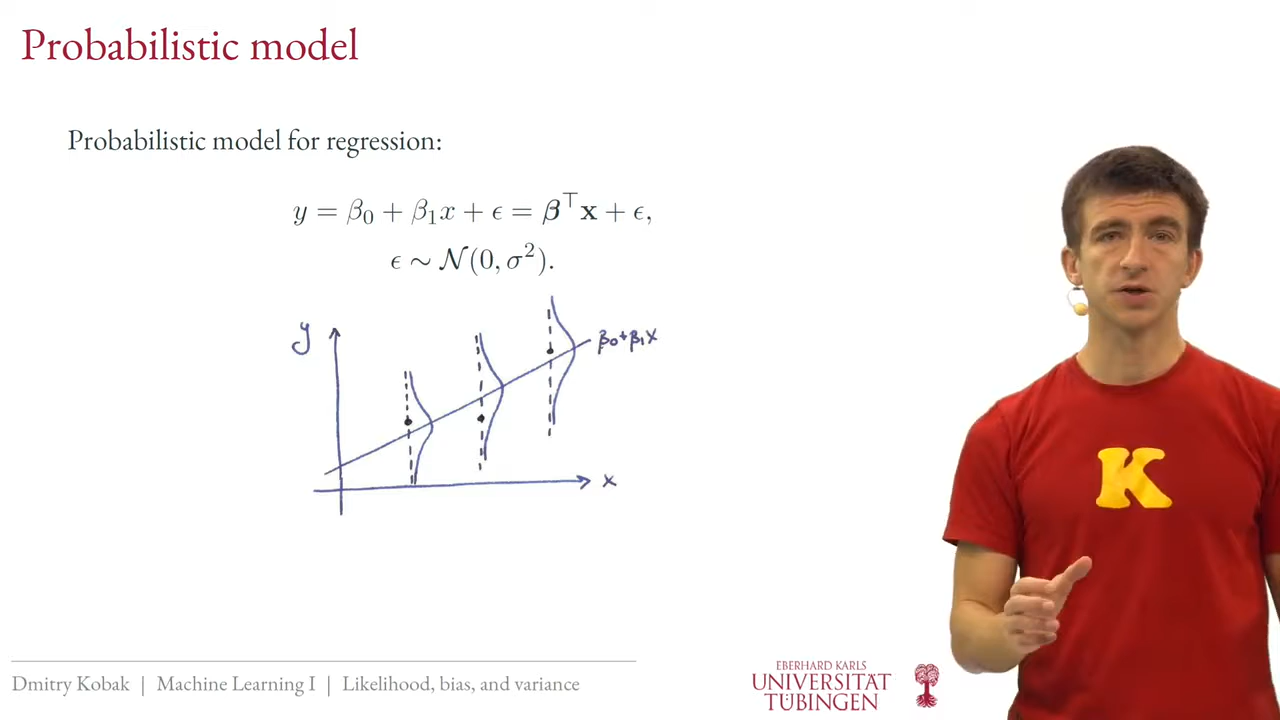 Probabilistic model
Probabilistic model for regression:
y = β₀ + β₁x + ϵ = β⊤x + ϵ,
ϵ ∼ 𝒩(0, σ²).
y
β₀+β₁x
x
K
Dmitry Kobak | Machine Learning I | Likelihood, bias, and variance
EBERHARD KARLS
UNIVERSITÄT
TÜBINGEN